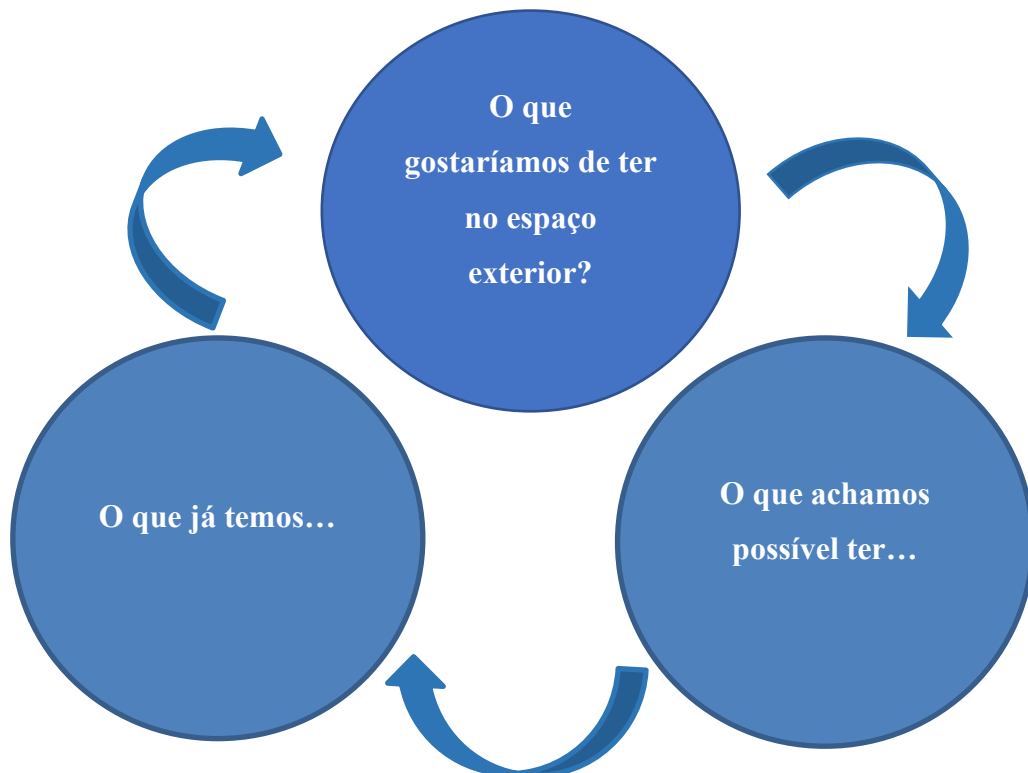 O que
gostaríamos de ter
no espaço
exterior?
O que já temos…
O que achamos
possível ter…